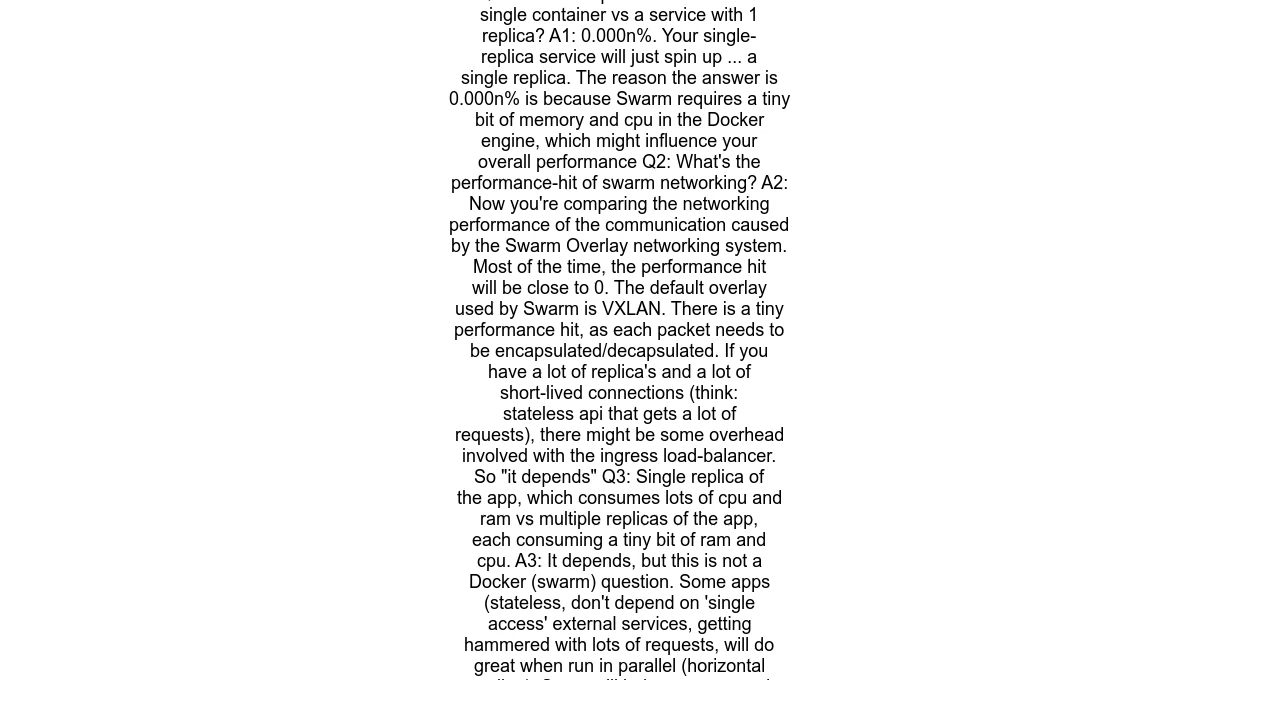 single container vs a service with 1
replica? A1: 0.000n%. Your single-
replica service will just spin up ... a
single replica. The reason the answer is
0.000n% is because Swarm requires a tiny
bit of memory and cpu in the Docker
engine, which might influence your
overall performance Q2: What's the
performance-hit of swarm networking? A2:
Now you're comparing the networking
performance of the communication caused
by the Swarm Overlay networking system.
Most of the time, the performance hit
will be close to 0. The default overlay
used by Swarm is VXLAN. There is a tiny
performance hit, as each packet needs to
be encapsulated/decapsulated. If you
have a lot of replica's and a lot of
short-lived connections (think:
stateless api that gets a lot of
requests), there might be some overhead
involved with the ingress load-balancer.
So "it depends" Q3: Single replica of
the app, which consumes lots of cpu and
ram vs multiple replicas of the app,
each consuming a tiny bit of ram and
cpu. A3: It depends, but this is not a
Docker (swarm) question. Some apps
(stateless, don't depend on 'single
access' external services, getting
hammered with lots of requests, will do
great when run in parallel (horizontal